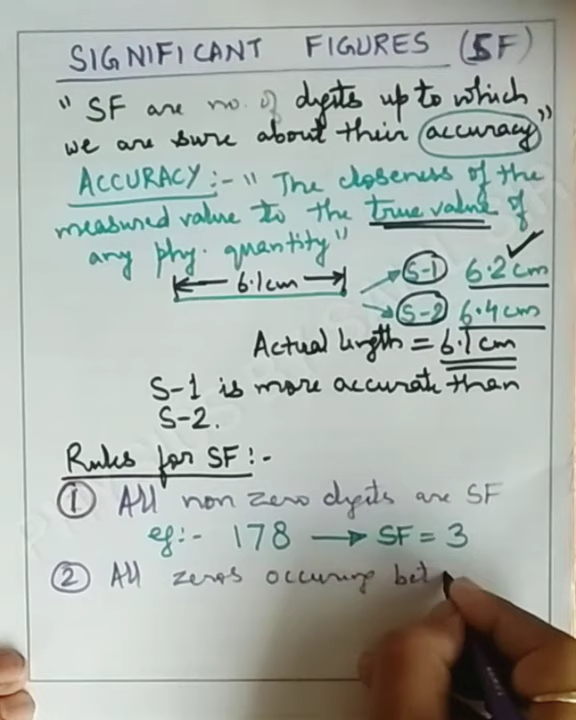 SIGNIFICANT FIGURES (SF)
"SF are no. of digits up to which
we are sure about their accuracy"
ACCURACY :- "The closeness of the
measured value to the true value of
any phy. quantity"
6.1cm S-1 6.2cm
S-2 6.4cm
Actual length = 6.1cm
S-1 is more accurate than
S-2.
Rules for SF:-
① All non zero digits are SF
eg:- 178 → SF = 3
② All zeros occuring bet